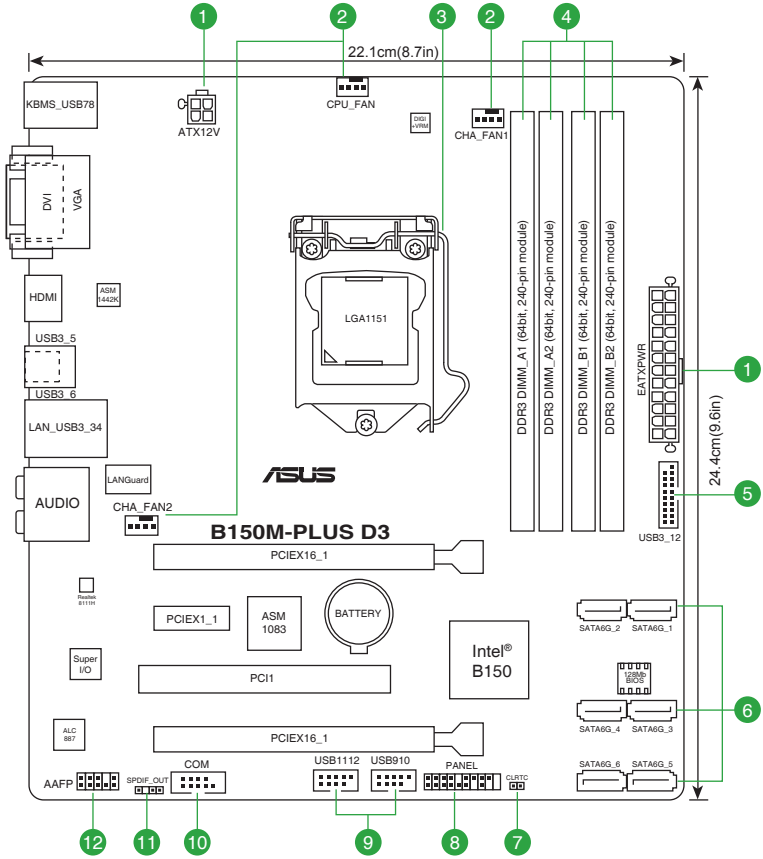 1
2
3
2
4
22.1cm(8.7in)
KBMS_USB78
ATX12V
CPU_FAN
DIGI
+VRM
CHA_FAN1
DVI
VGA
HDMI
ASM
1442K
LGA1151
DDR3 DIMM_A1 (64bit, 240-pin module)
DDR3 DIMM_A2 (64bit, 240-pin module)
DDR3 DIMM_B1 (64bit, 240-pin module)
DDR3 DIMM_B2 (64bit, 240-pin module)
EATXPWR
1
24.4cm(9.6in)
USB3_5
USB3_6
LAN_USB3_34
LANGuard
AUDIO
CHA_FAN2
ASUS
5
USB3_12
B150M-PLUS D3
PCIEX16_1
Realtek
8111H
PCIEX1_1
ASM
1083
BATTERY
SATA6G_2
SATA6G_1
Super
I/O
PCI1
Intel®
B150
128Mb
BIOS
6
ALC
887
PCIEX16_1
SATA6G_4
SATA6G_3
AAFP
SPDIF_OUT
COM
USB1112
USB910
PANEL
CLRTC
SATA6G_6
SATA6G_5
12
11
10
9
8
7